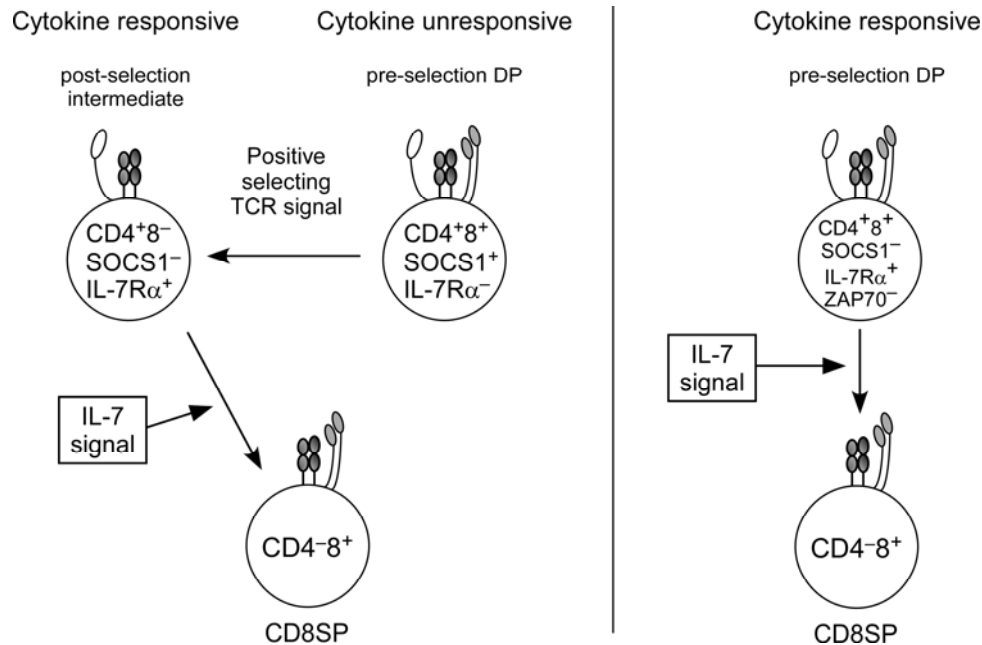 Cytokine responsive
Cytokine unresponsive
post-selection
intermediate
pre-selection DP
Positive
selecting
TCR signal
CD4⁺8⁻
SOCS1⁻
IL-7Rα⁺
CD4⁺8⁺
SOCS1⁺
IL-7Rα⁻
IL-7
signal
CD4⁻8⁺
CD8SP
Cytokine responsive
pre-selection DP
CD4⁺8⁺
SOCS1⁻
IL-7Rα⁺
ZAP70⁻
IL-7
signal
CD4⁻8⁺
CD8SP